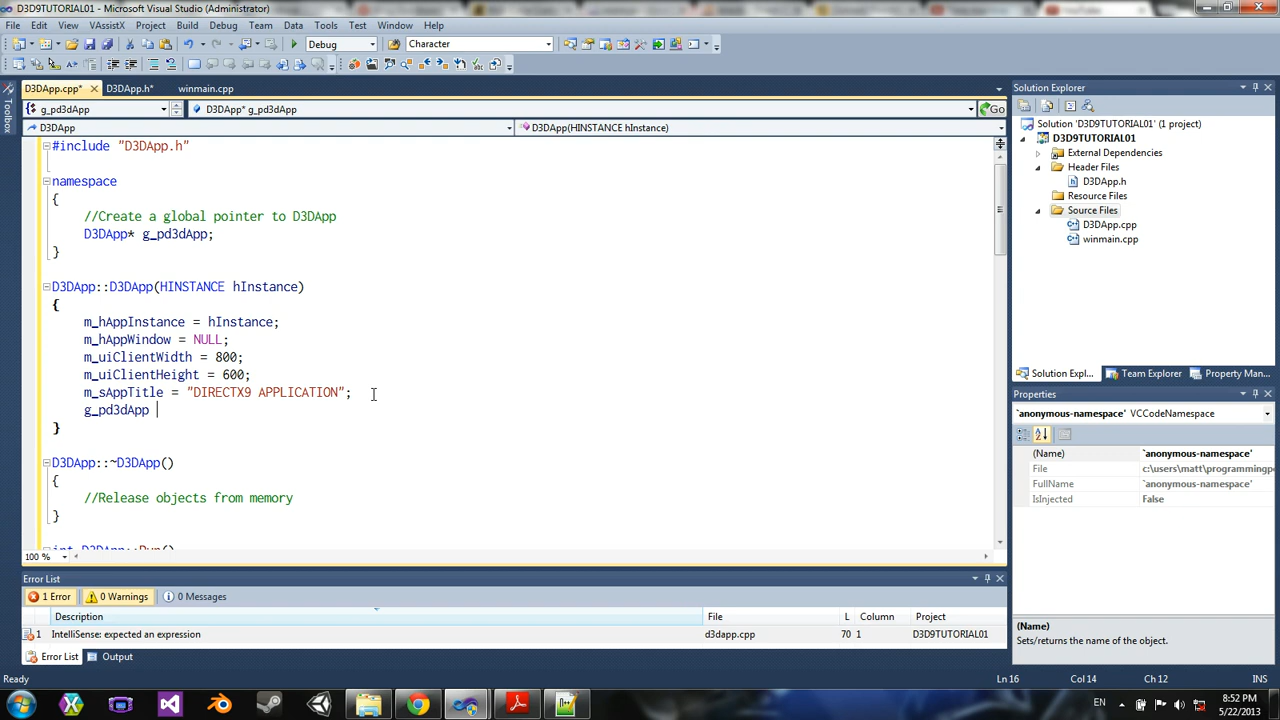 D3D9TUTORIAL01 - Microsoft Visual Studio (Administrator)
File Edit View VAssistX Project Build Debug Team Data Tools Test Window Help
Debug Character
D3DApp.cpp* D3DApp.h* winmain.cpp
g_pd3dApp D3DApp* g_pd3dApp Go
D3DApp D3DApp(HINSTANCE hInstance)
#include "D3DApp.h"
namespace
{
//Create a global pointer to D3DApp
D3DApp* g_pd3dApp;
}
D3DApp::D3DApp(HINSTANCE hInstance)
{
m_hAppInstance = hInstance;
m_hAppWindow = NULL;
m_uiClientWidth = 800;
m_uiClientHeight = 600;
m_sAppTitle = "DIRECTX9 APPLICATION";
g_pd3dApp
}
D3DApp::~D3DApp()
{
//Release objects from memory
}
int D3DApp::Run()
100 %
Toolbox
Error List
1 Error 0 Warnings 0 Messages
Description File L Column Project
1 IntelliSense: expected an expression d3dapp.cpp 70 1 D3D9TUTORIAL01
Error List Output
Solution Explorer
Solution 'D3D9TUTORIAL01' (1 project)
D3D9TUTORIAL01
External Dependencies
Header Files
D3DApp.h
Resource Files
Source Files
D3DApp.cpp
winmain.cpp
Solution Explo... Team Explorer Property Man...
Properties
`anonymous-namespace' VCCodeNamespace
(Name) `anonymous-namespace'
File c:\users\matt\programmingpo
FullName `anonymous-namespace'
IsInjected False
(Name)
Sets/returns the name of the object.
Ready Ln 16 Col 14 Ch 12 INS
EN 8:52 PM
5/22/2013